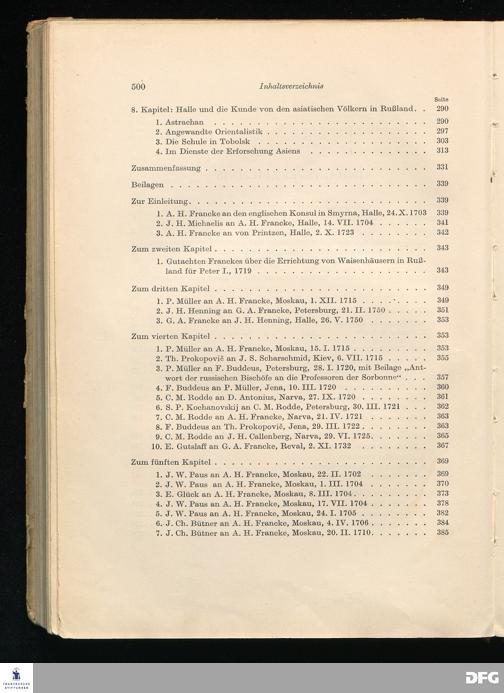 500 Inhaltsverzeichnis
Seite
8. Kapitel: Halle und die Kunde von den asiatischen Völkern in Rußland. . 290
1. Astrachan . . . . . . . . . . . . . . . . . . . . . . 290
2. Angewandte Orientalistik . . . . . . . . . . . . . . . . . 297
3. Die Schule in Tobolsk . . . . . . . . . . . . . . . . . . 303
4. Im Dienste der Erforschung Asiens . . . . . . . . . . . . . 313
Zusammenfassung . . . . . . . . . . . . . . . . . . . . . . 331
Beilagen . . . . . . . . . . . . . . . . . . . . . . . . . . 339
Zur Einleitung . . . . . . . . . . . . . . . . . . . . . . . . 339
1. A. H. Francke an den englischen Konsul in Smyrna, Halle, 24. X. 1703 339
2. J. H. Michaelis an A. H. Francke, Halle, 14. VII. 1704 . . . . . . 341
3. A. H. Francke an von Printzen, Halle, 2. X. 1723 . . . . . . . 342
Zum zweiten Kapitel . . . . . . . . . . . . . . . . . . . . . 343
1. Gutachten Franckes über die Errichtung von Waisenhäusern in Ruß-
land für Peter I., 1719 . . . . . . . . . . . . . . . . . . 343
Zum dritten Kapitel . . . . . . . . . . . . . . . . . . . . . 349
1. P. Müller an A. H. Francke, Moskau, 1. XII. 1715 . . . . . . . 349
2. J. H. Henning an G. A. Francke, Petersburg, 21. II. 1750 . . . . . 351
3. G. A. Francke an J. H. Henning, Halle, 26. V. 1750 . . . . . . . 353
Zum vierten Kapitel . . . . . . . . . . . . . . . . . . . . . 353
1. P. Müller an A. H. Francke, Moskau, 15. I. 1715 . . . . . . . . 353
2. Th. Prokopovič an J. S. Scharschmid, Kiev, 6. VII. 1715 . . . . . 355
3. P. Müller an F. Buddeus, Petersburg, 28. I. 1720, mit Beilage „Ant-
wort der russischen Bischöfe an die Professoren der Sorbonne“ . . . 357
4. F. Buddeus an P. Müller, Jena, 10. III. 1720 . . . . . . . . . 360
5. C. M. Rodde an D. Antonius, Narva, 27. IX. 1720 . . . . . . . 361
6. S. P. Kochanovskij an C. M. Rodde, Petersburg, 30. III. 1721 . . . 362
7. C. M. Rodde an A. H. Francke, Narva, 21. IV. 1721 . . . . . . . 363
8. F. Buddeus an Th. Prokopovič, Jena, 29. III. 1722 . . . . . . . 363
9. C. M. Rodde an J. H. Callenberg, Narva, 29. VI. 1725. . . . . . 365
10. E. Gutslaff an G. A. Francke, Reval, 2. XI. 1732 . . . . . . . . 367
Zum fünften Kapitel . . . . . . . . . . . . . . . . . . . . . 369
1. J. W. Paus an A. H. Francke, Moskau, 22. II. 1702 . . . . . . . 369
2. J. W. Paus an A. H. Francke, Moskau, 1. III. 1704 . . . . . . . 370
3. E. Glück an A. H. Francke, Moskau, 8. III. 1704 . . . . . . . . 373
4. J. W. Paus an A. H. Francke, Moskau, 17. VII. 1704 . . . . . . . 378
5. J. W. Paus an A. H. Francke, Moskau, 24. I. 1705 . . . . . . . . 382
6. J. Ch. Bütner an A. H. Francke, Moskau, 4. IV. 1706 . . . . . . . 384
7. J. Ch. Bütner an A. H. Francke, Moskau, 20. II. 1710. . . . . . . 385
FRANCKESCHE
STIFTUNGEN
DFG